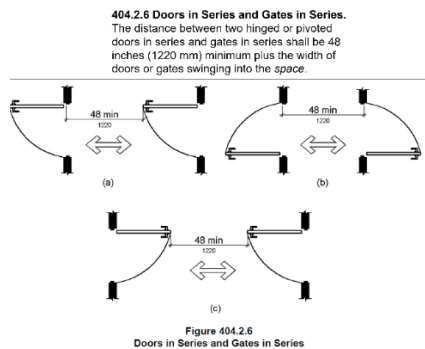 404.2.6 Doors in Series and Gates in Series.
The distance between two hinged or pivoted
doors in series and gates in series shall be 48
inches (1220 mm) minimum plus the width of
doors or gates swinging into the space.
48 min
1220
48 min
1220
(a)
(b)
48 min
1220
(c)
Figure 404.2.6
Doors in Series and Gates in Series